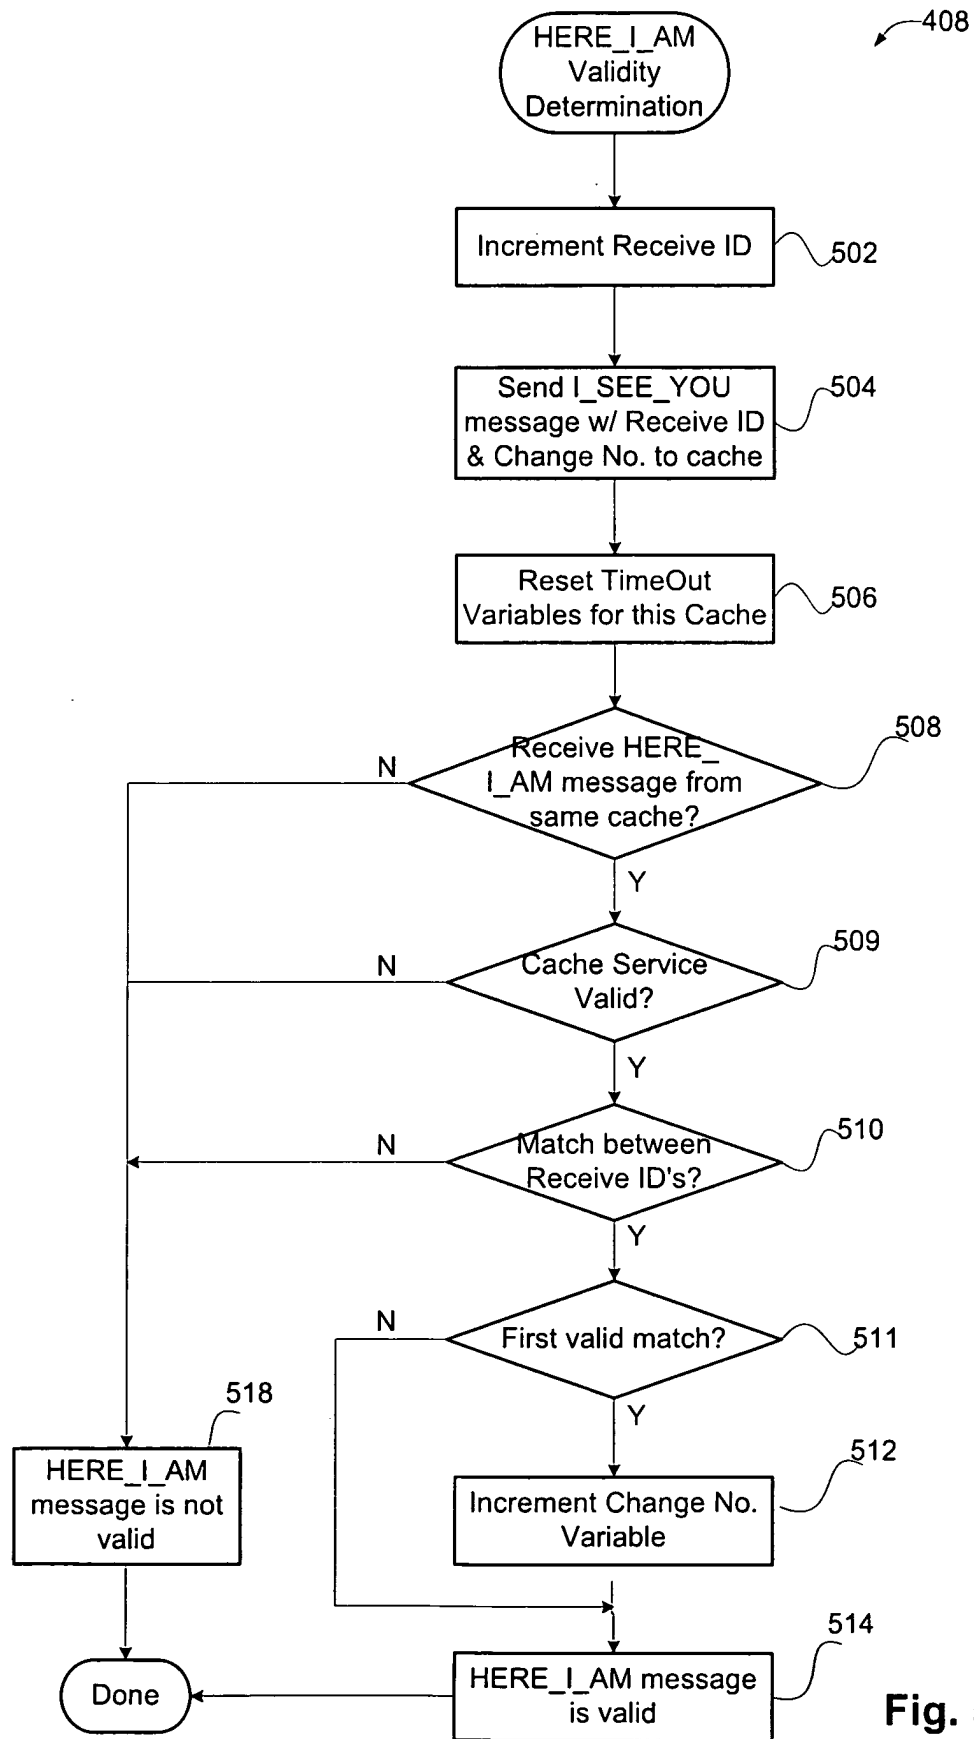 408
HERE_I_AM
Validity
Determination
Increment Receive ID
502
Send I_SEE_YOU
message w/ Receive ID
& Change No. to cache
504
Reset TimeOut
Variables for this Cache
506
Receive HERE_
I_AM message from
same cache?
508
N
Y
Cache Service
Valid?
509
N
Y
Match between
Receive ID's?
510
N
Y
First valid match?
511
N
Y
518
HERE_I_AM
message is not
valid
Increment Change No.
Variable
512
HERE_I_AM message
is valid
514
Done
Fig.